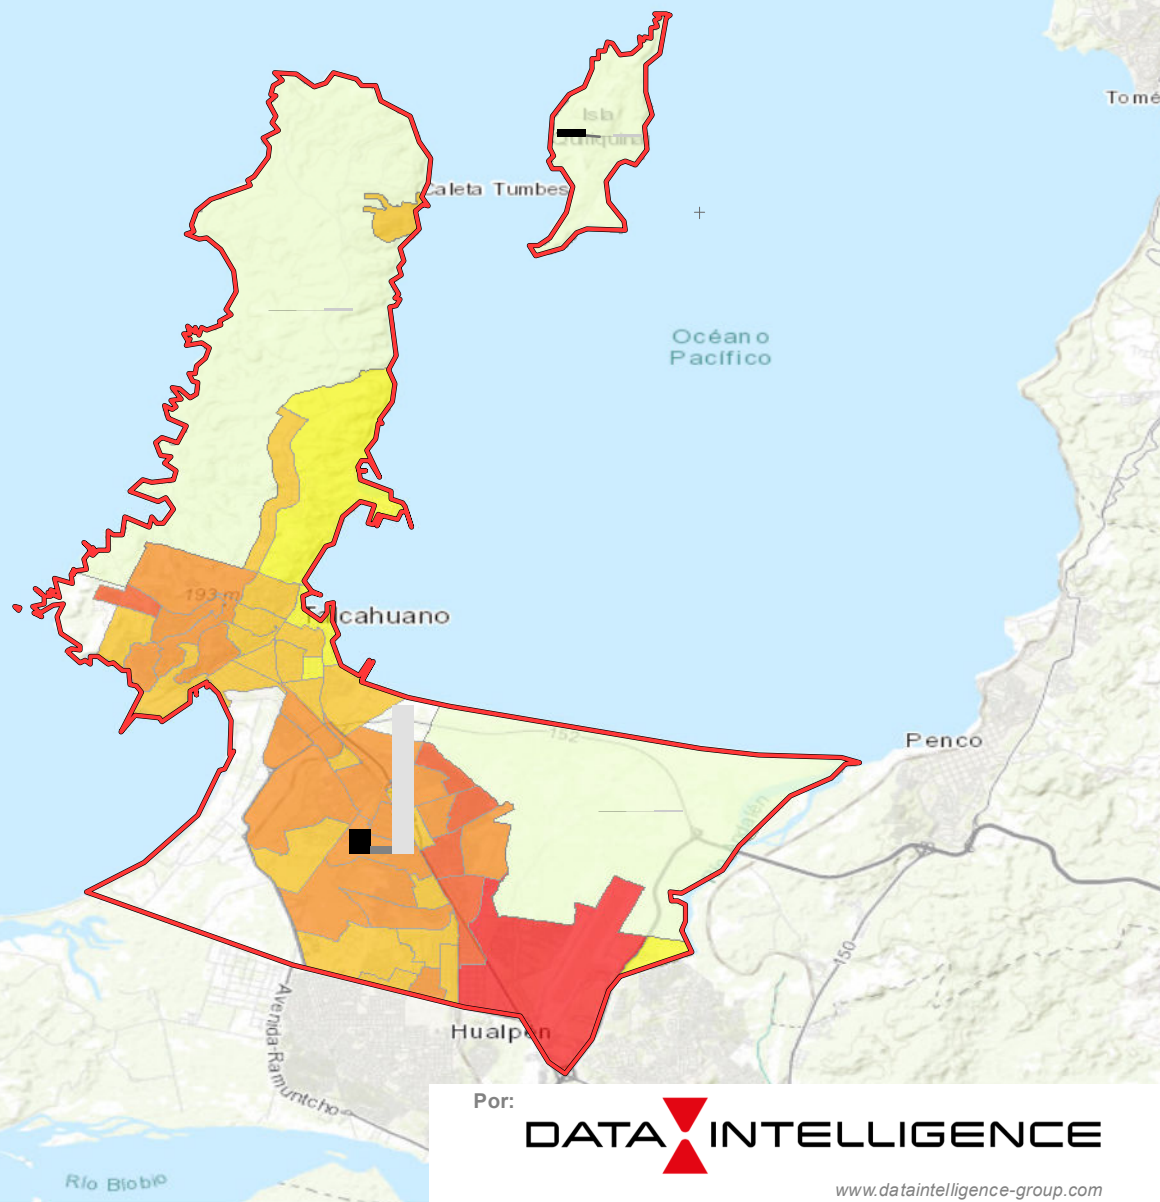 Tomé
Isla
Caleta Tumbes
Océano
Pacífico
193 m
Talcahuano
152
Penco
150
Hualpén
Avenida Ramuntcho
Río Biobío
Por:
DATA INTELLIGENCE
www.dataintelligence-group.com